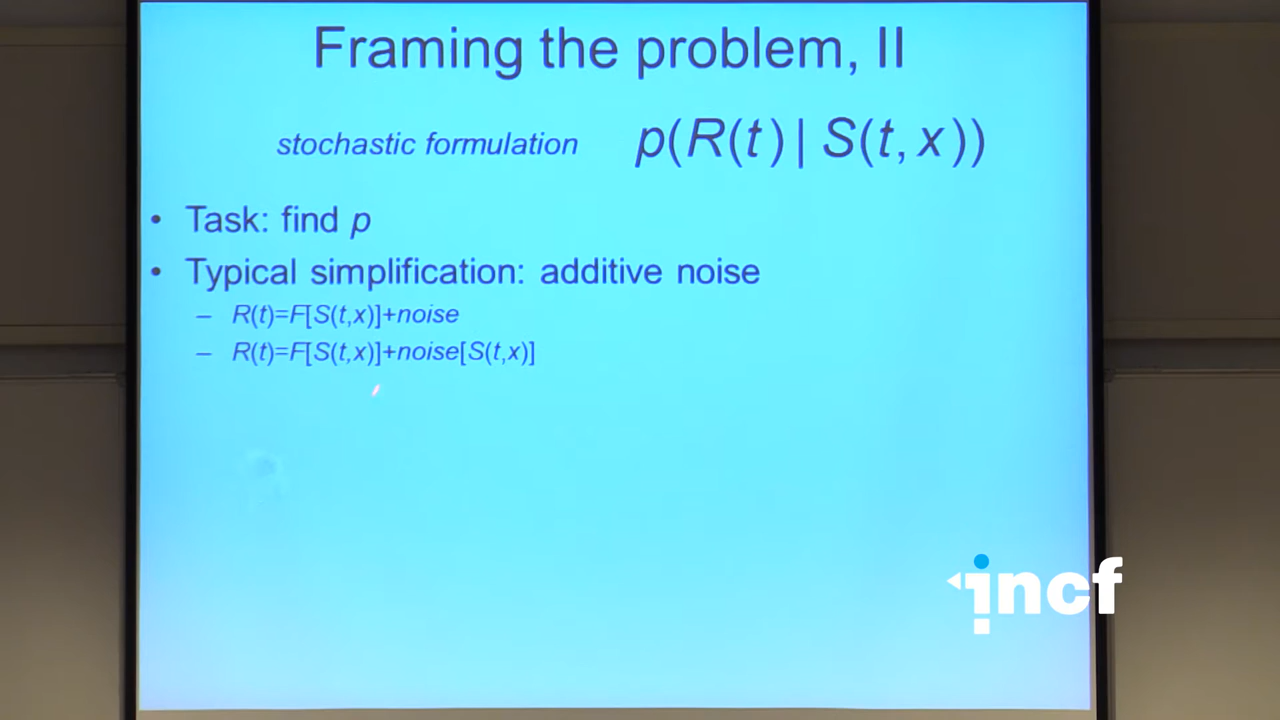 Framing the problem, II
stochastic formulation p(R(t) | S(t, x))
• Task: find p
• Typical simplification: additive noise
– R(t)=F[S(t,x)]+noise
– R(t)=F[S(t,x)]+noise[S(t,x)]
incf